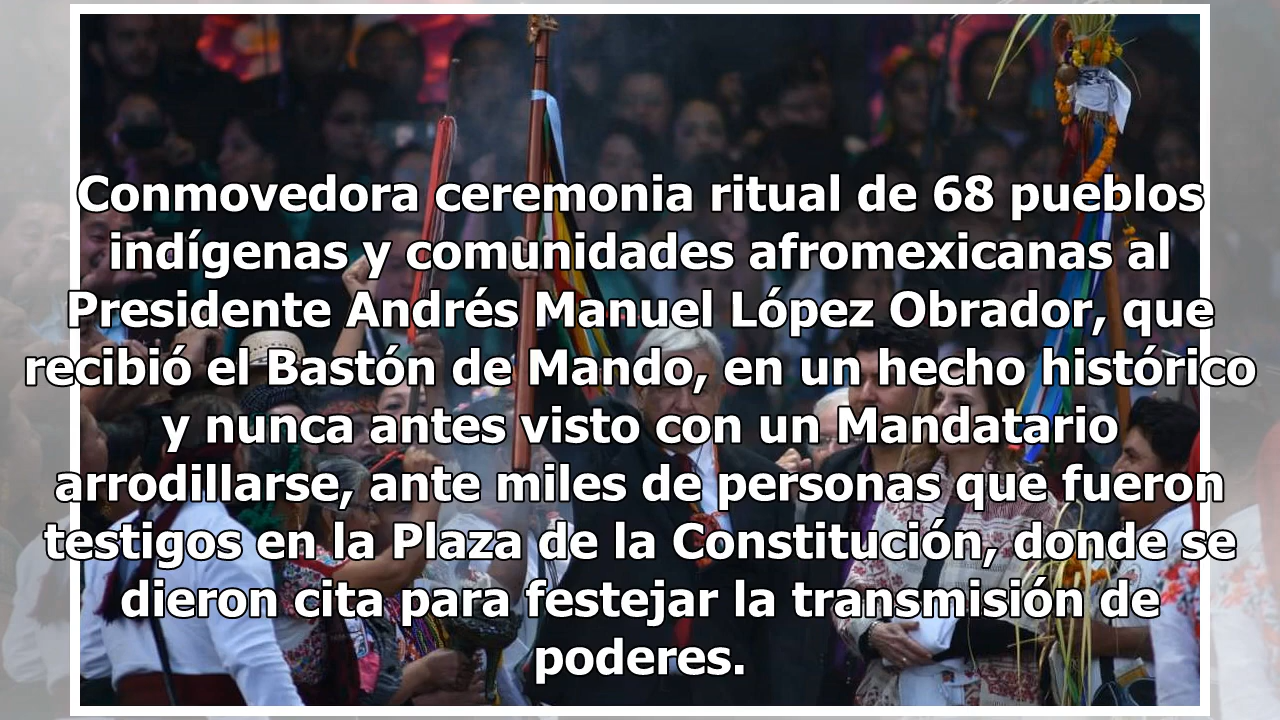 Conmovedora ceremonia ritual de 68 pueblos
indígenas y comunidades afromexicanas al
Presidente Andrés Manuel López Obrador, que
recibió el Bastón de Mando, en un hecho histórico
y nunca antes visto con un Mandatario
arrodillarse, ante miles de personas que fueron
testigos en la Plaza de la Constitución, donde se
dieron cita para festejar la transmisión de
poderes.